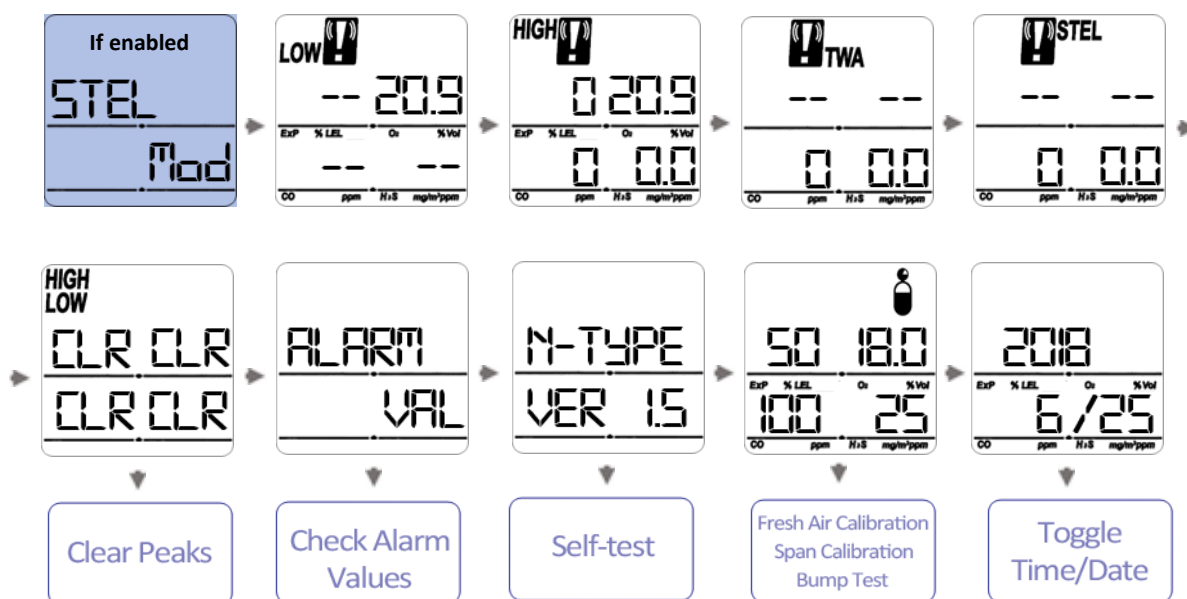 If enabled
STEL
Mod
LOW
-- 20.9
ExP % LEL O₂ %Vol
-- --
CO ppm H₂S mg/m³ppm
HIGH
0 20.9
ExP % LEL O₂ %Vol
0 0.0
CO ppm H₂S mg/m³ppm
TWA
-- --
0 0.0
CO ppm H₂S mg/m³ppm
STEL
-- --
0 0.0
CO ppm H₂S mg/m³ppm
HIGH
LOW
CLR CLR
CLR CLR
Clear Peaks
ALARM
VAL
Check Alarm
Values
N-TYPE
VER 1.5
Self-test
50 18.0
ExP % LEL O₂ %Vol
100 25
CO ppm H₂S mg/m³ppm
Fresh Air Calibration
Span Calibration
Bump Test
2018
ExP % LEL O₂ %Vol
6/25
CO ppm H₂S mg/m³ppm
Toggle
Time/Date